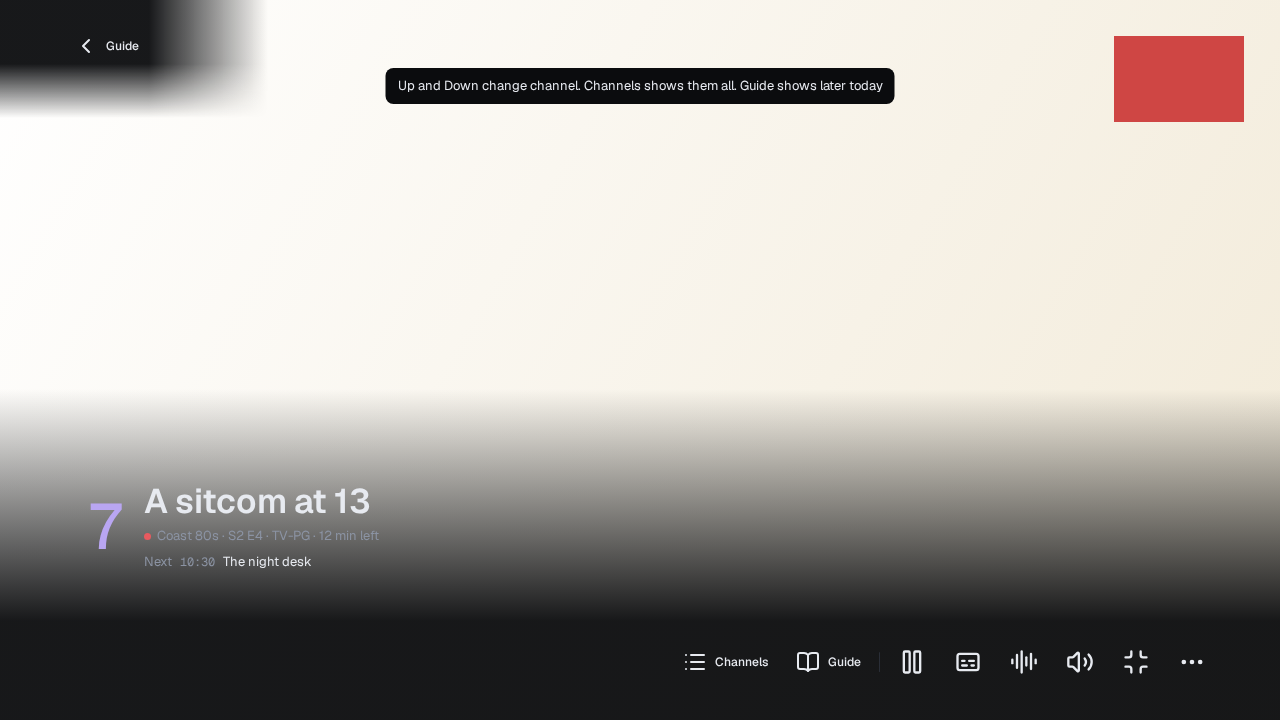 Guide
Up and Down change channel. Channels shows them all. Guide shows later today
7
A sitcom at 13
Coast 80s · S2 E4 · TV-PG · 12 min left
Next 10:30 The night desk
Channels
Guide